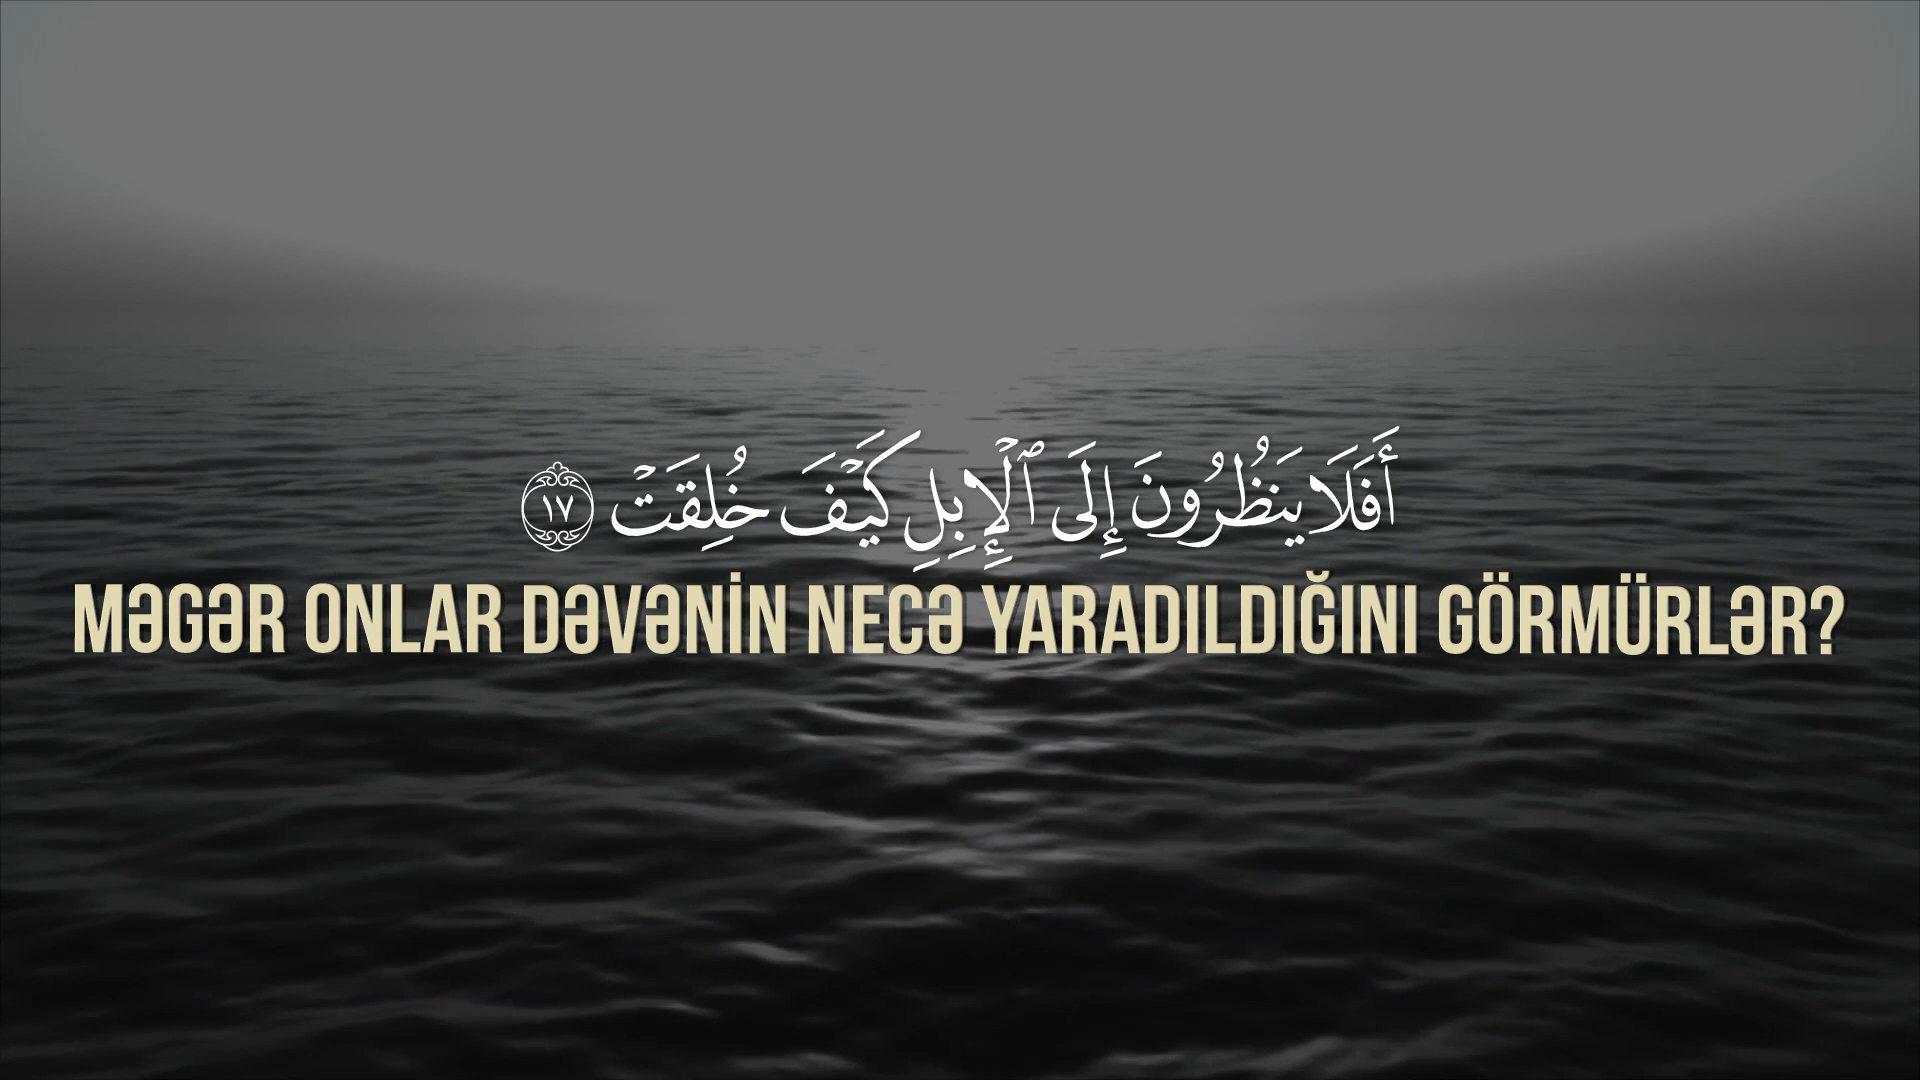 أَفَلَا يَنظُرُونَ إِلَى ٱلْإِبِلِ كَيْفَ خُلِقَتْ ١٧
MƏGƏR ONLAR DƏVƏNİN NECƏ YARADILDIĞINI GÖRMÜRLƏR?